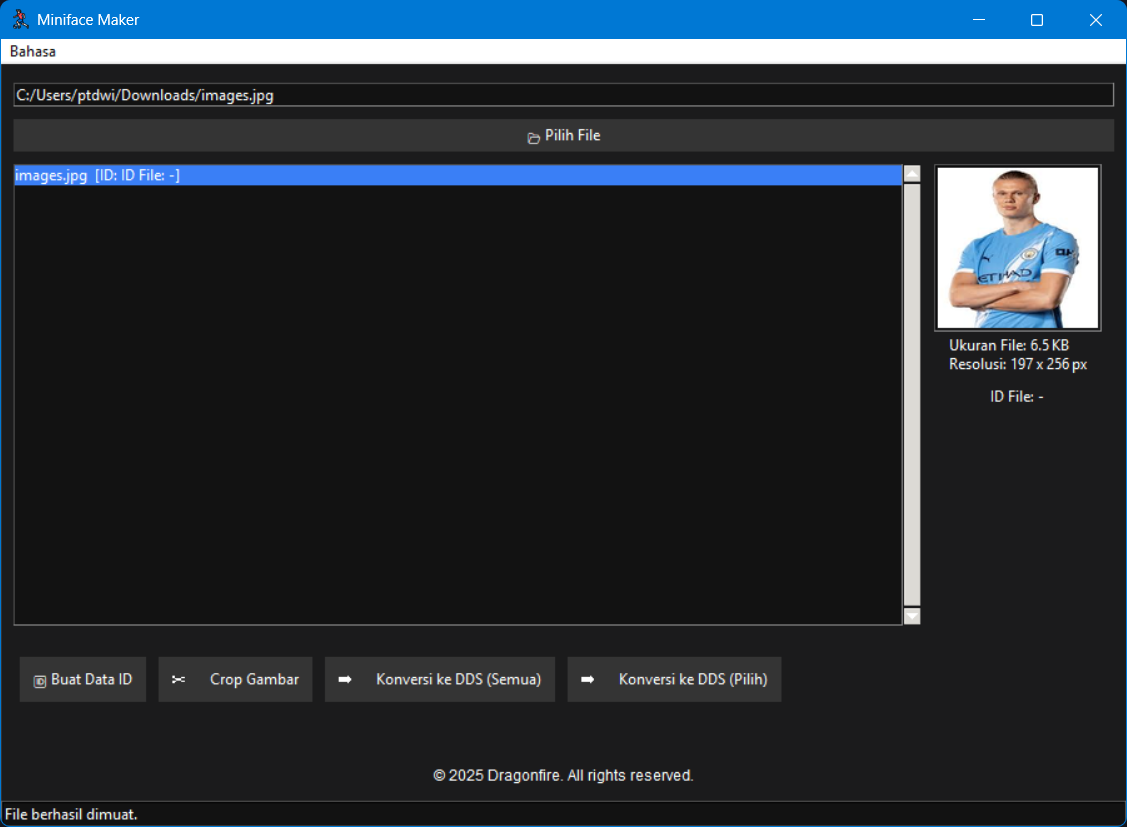 Miniface Maker
Bahasa
C:/Users/ptdwi/Downloads/images.jpg
Pilih File
images.jpg [ID: ID File: -]
ETIHAD
Ukuran File: 6.5 KB
Resolusi: 197 x 256 px
ID File: -
Buat Data ID
Crop Gambar
Konversi ke DDS (Semua)
Konversi ke DDS (Pilih)
© 2025 Dragonfire. All rights reserved.
File berhasil dimuat.